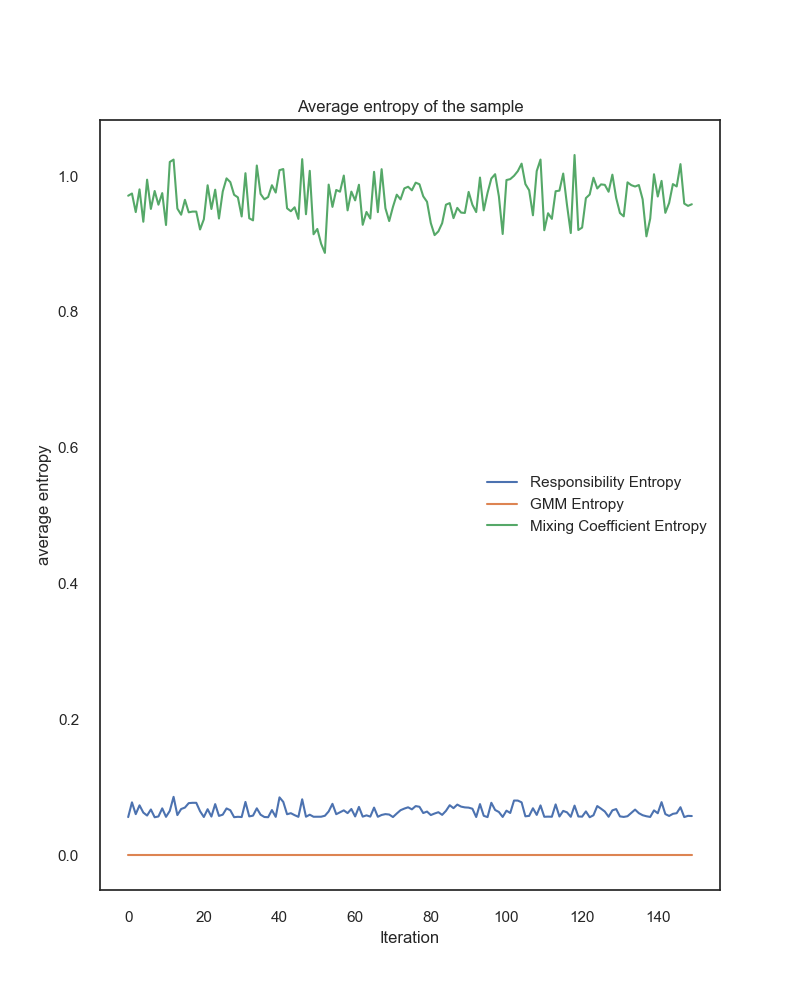 Average entropy of the sample
1.0
0.8
0.6
0.4
0.2
0.0
average entropy
Responsibility Entropy
GMM Entropy
Mixing Coefficient Entropy
0 20 40 60 80 100 120 140
Iteration